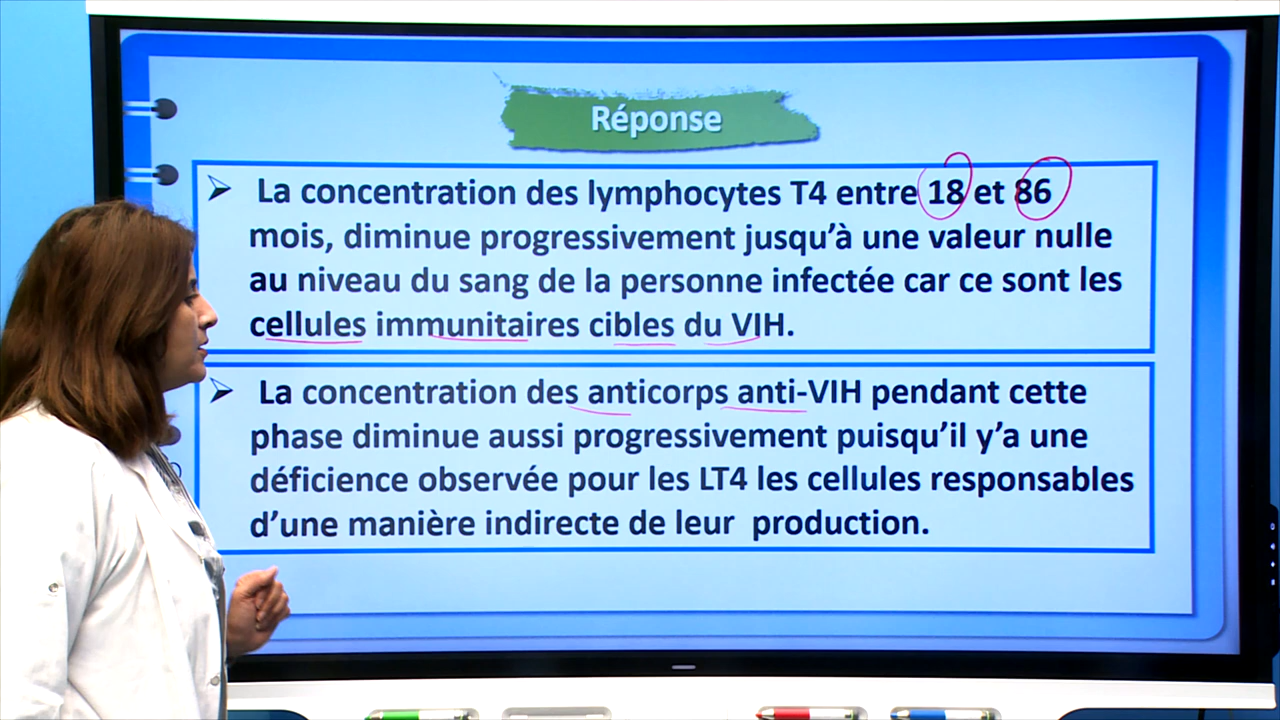 Réponse
La concentration des lymphocytes T4 entre 18 et 86
mois, diminue progressivement jusqu'à une valeur nulle
au niveau du sang de la personne infectée car ce sont les
cellules immunitaires cibles du VIH.
La concentration des anticorps anti-VIH pendant cette
phase diminue aussi progressivement puisqu'il y'a une
déficience observée pour les LT4 les cellules responsables
d'une manière indirecte de leur production.